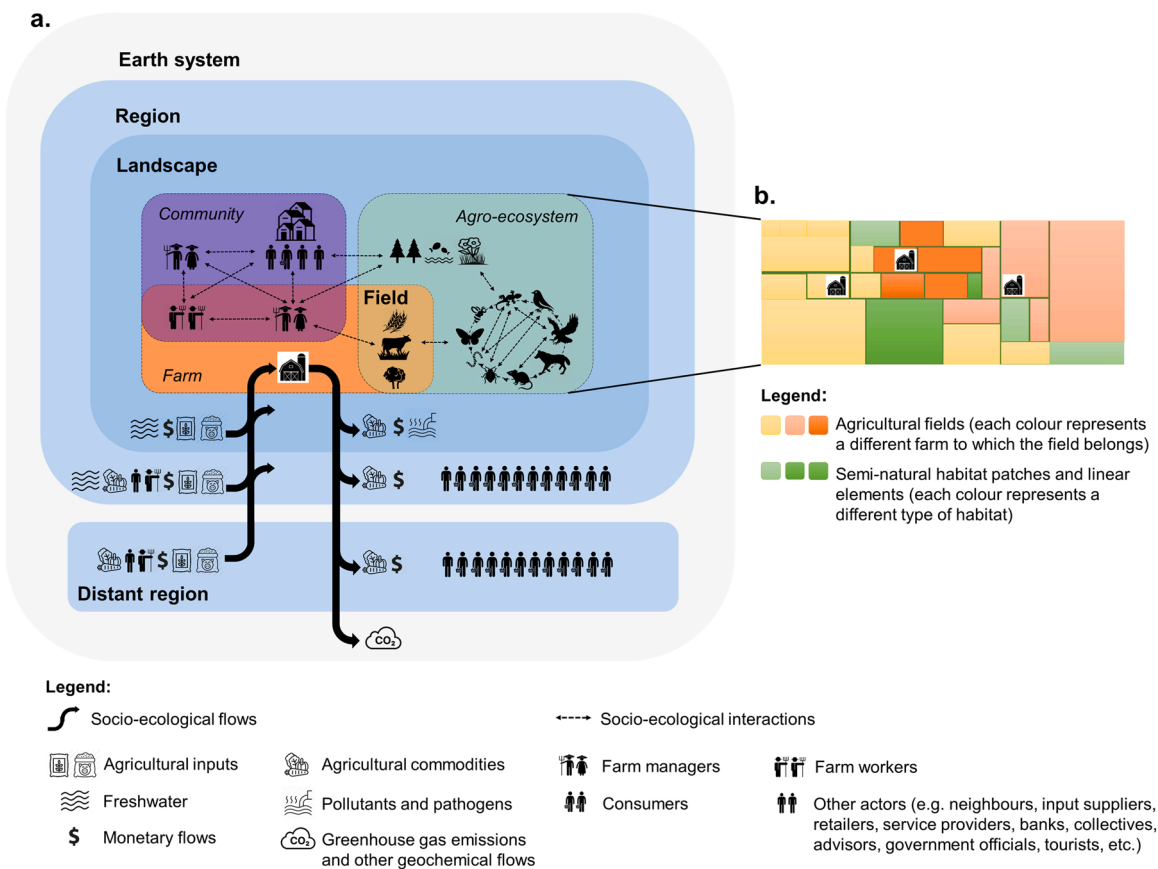 a.
Earth system
Region
Landscape
Community
Agro-ecosystem
Field
Farm
$
$
$
$
$
$
Distant region
CO₂
b.
Legend:
Agricultural fields (each colour represents
a different farm to which the field belongs)
Semi-natural habitat patches and linear
elements (each colour represents a
different type of habitat)
Legend:
Socio-ecological flows
Socio-ecological interactions
Agricultural inputs
Agricultural commodities
Farm managers
Farm workers
Freshwater
Pollutants and pathogens
Consumers
Other actors (e.g. neighbours, input suppliers,
retailers, service providers, banks, collectives,
advisors, government officials, tourists, etc.)
$ Monetary flows
CO₂ Greenhouse gas emissions
and other geochemical flows